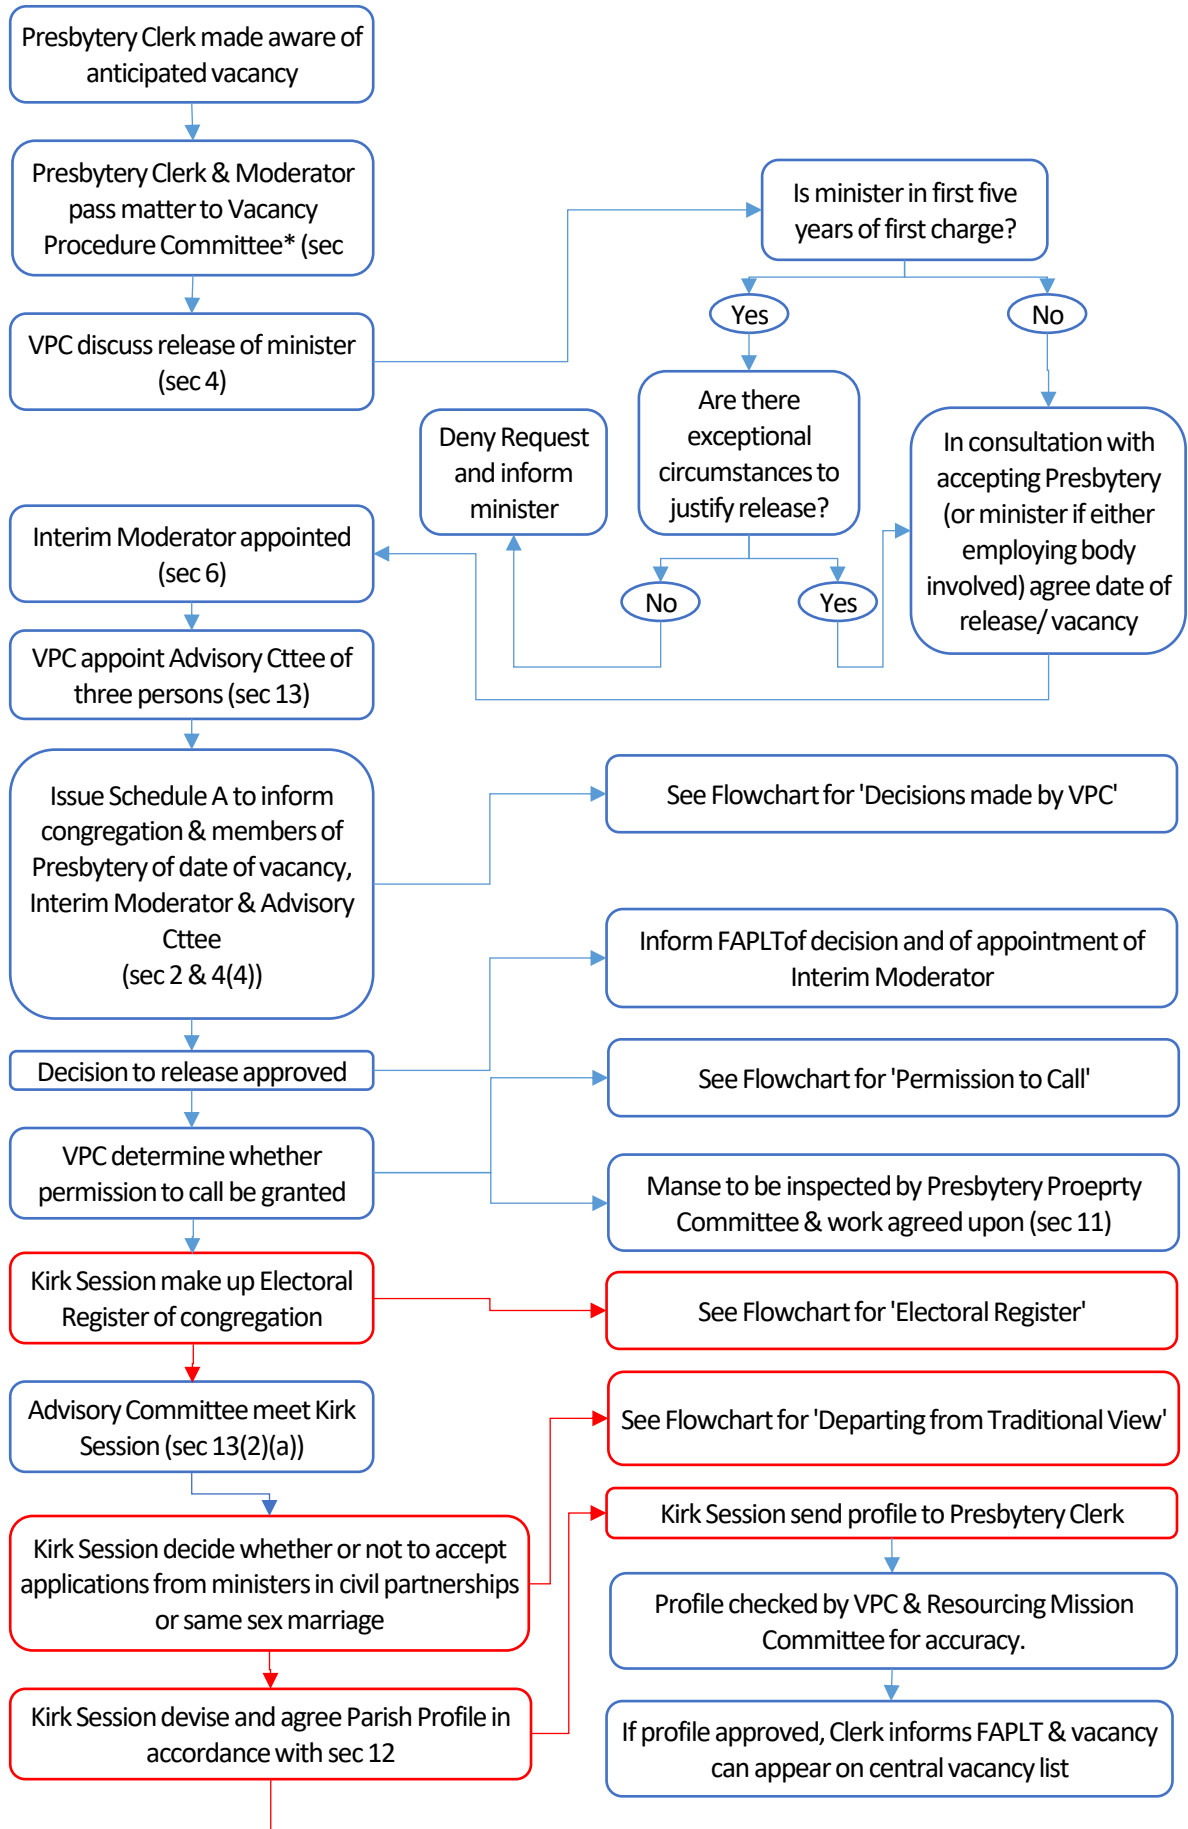 Presbytery Clerk made aware of
anticipated vacancy
Presbytery Clerk & Moderator
pass matter to Vacancy
Procedure Committee* (sec
VPC discuss release of minister
(sec 4)
Is minister in first five
years of first charge?
Yes
No
Are there
exceptional
circumstances to
justify release?
Deny Request
and inform
minister
In consultation with
accepting Presbytery
(or minister if either
employing body
involved) agree date of
release/ vacancy
No
Yes
Interim Moderator appointed
(sec 6)
VPC appoint Advisory Cttee of
three persons (sec 13)
Issue Schedule A to inform
congregation & members of
Presbytery of date of vacancy,
Interim Moderator & Advisory
Cttee
(sec 2 & 4(4))
See Flowchart for 'Decisions made by VPC'
Inform FAPLTof decision and of appointment of
Interim Moderator
Decision to release approved
See Flowchart for 'Permission to Call'
VPC determine whether
permission to call be granted
Manse to be inspected by Presbytery Proeprty
Committee & work agreed upon (sec 11)
Kirk Session make up Electoral
Register of congregation
See Flowchart for 'Electoral Register'
Advisory Committee meet Kirk
Session (sec 13(2)(a))
See Flowchart for 'Departing from Traditional View'
Kirk Session decide whether or not to accept
applications from ministers in civil partnerships
or same sex marriage
Kirk Session send profile to Presbytery Clerk
Profile checked by VPC & Resourcing Mission
Committee for accuracy.
Kirk Session devise and agree Parish Profile in
accordance with sec 12
If profile approved, Clerk informs FAPLT & vacancy
can appear on central vacancy list